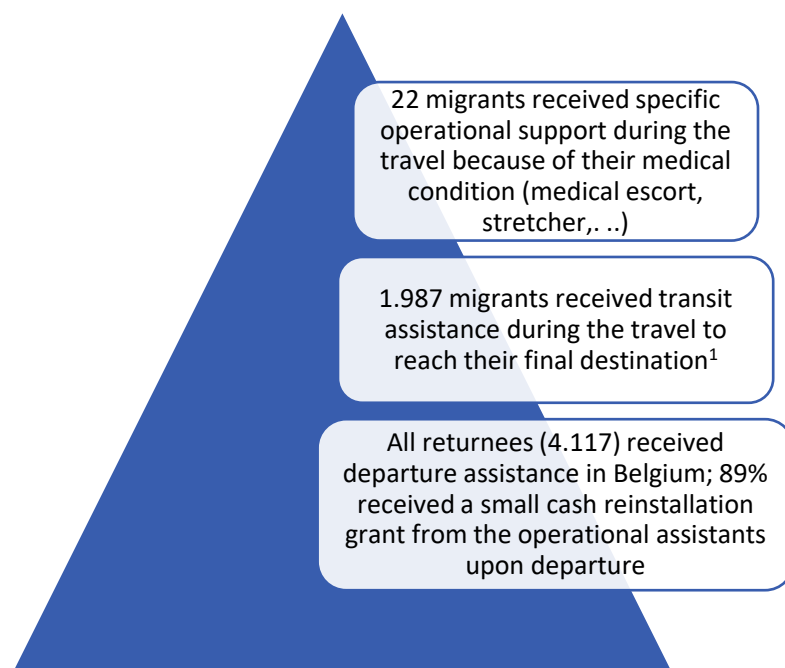 22 migrants received specific
operational support during the
travel because of their medical
condition (medical escort,
stretcher,. ..)
1.987 migrants received transit
assistance during the travel to
reach their final destination¹
All returnees (4.117) received
departure assistance in Belgium; 89%
received a small cash reinstallation
grant from the operational assistants
upon departure